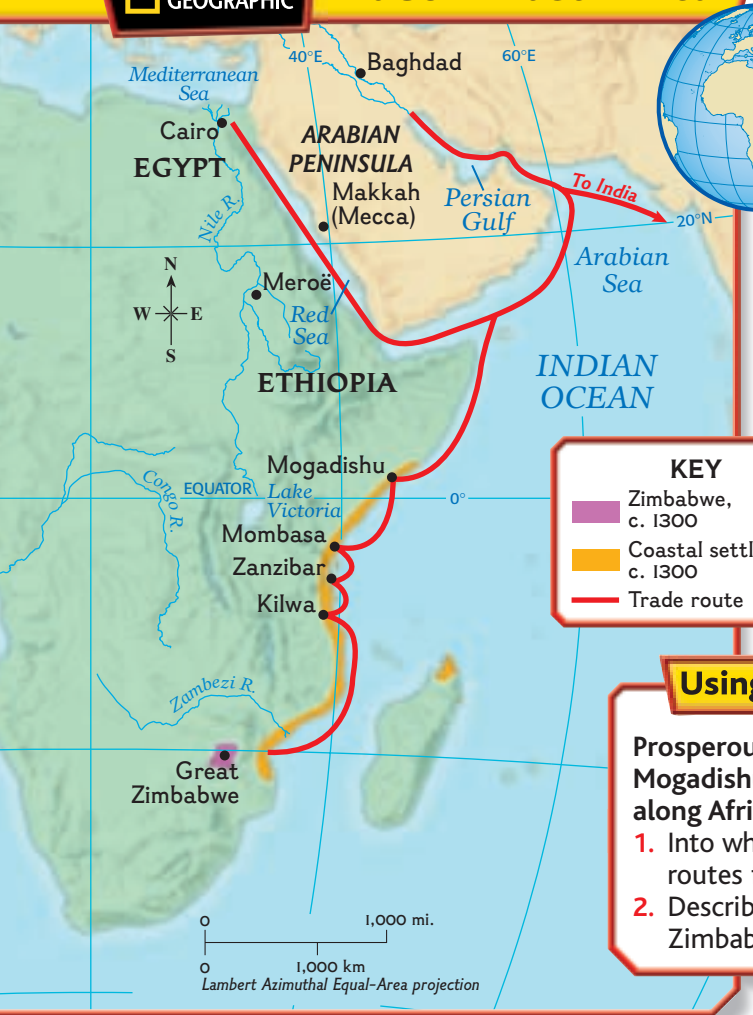 GEOGRAPHIC
40°E
60°E
Baghdad
Mediterranean
Sea
Cairo
ARABIAN
PENINSULA
EGYPT
Makkah
(Mecca)
Persian
Gulf
To India
20°N
Nile R.
Arabian
Sea
N
W E
S
Meroë
Red
Sea
ETHIOPIA
INDIAN
OCEAN
Mogadishu
Congo R.
EQUATOR
Lake
Victoria
0°
Mombasa
Zanzibar
Kilwa
Zambezi R.
Great
Zimbabwe
KEY
Zimbabwe,
c. 1300
Coastal settl
c. 1300
Trade route
Using
Prosperou
Mogadish
along Afri
1. Into wh
routes
2. Describ
Zimbab
0 1,000 mi.
0 1,000 km
Lambert Azimuthal Equal-Area projection